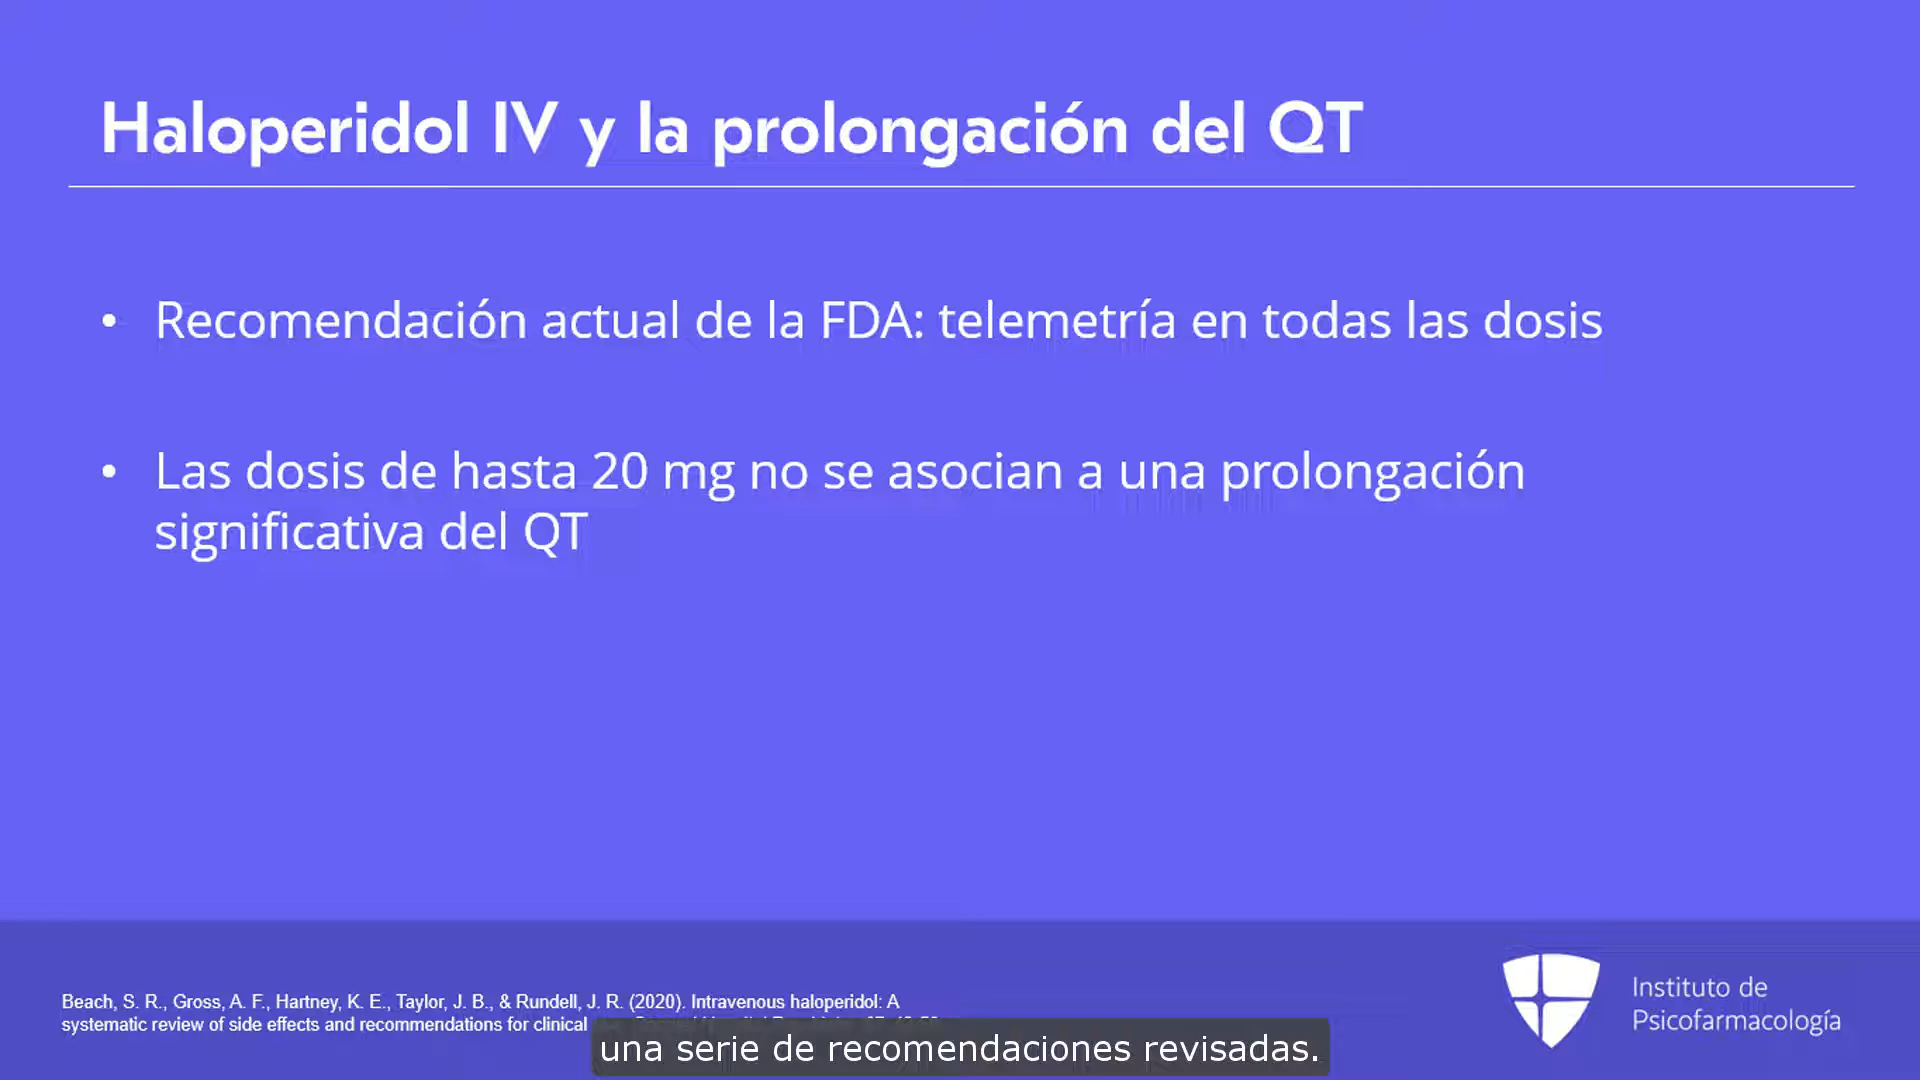 Haloperidol IV y la prolongación del QT
• Recomendación actual de la FDA: telemetría en todas las dosis
• Las dosis de hasta 20 mg no se asocian a una prolongación
significativa del QT
Beach, S. R., Gross, A. F., Hartney, K. E., Taylor, J. B., & Rundell, J. R. (2020). Intravenous haloperidol: A
systematic review of side effects and recommendations for clinical
una serie de recomendaciones revisadas.
Instituto de
Psicofarmacología